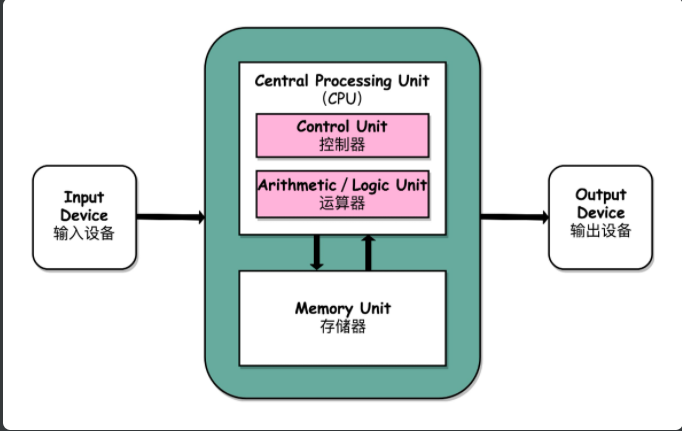 Central Processing Unit
（CPU）
Control Unit
控制器
Arithmetic / Logic Unit
运算器
Input
Device
输入设备
Output
Device
输出设备
Memory Unit
存储器